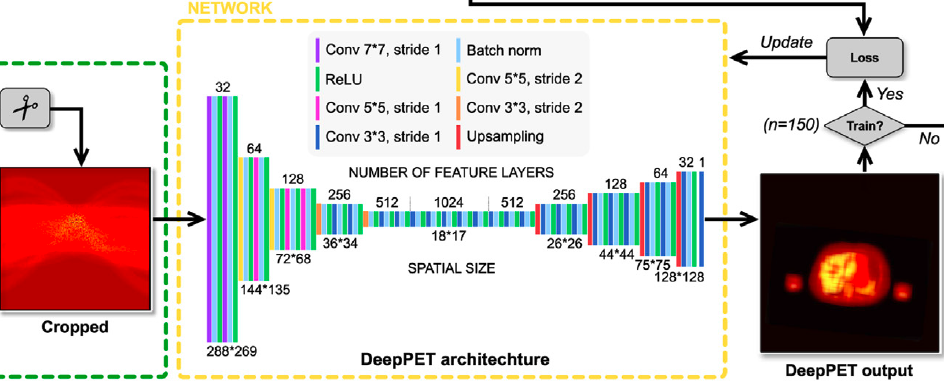 NETWORK
Conv 7*7, stride 1
Batch norm
ReLU
Conv 5*5, stride 2
Conv 5*5, stride 1
Conv 3*3, stride 2
Conv 3*3, stride 1
Upsampling
NUMBER OF FEATURE LAYERS
32
64
128
256
512
1024
512
256
128
64
32 1
288*269
144*135
72*68
36*34
18*17
26*26
44*44
75*75
128*128
SPATIAL SIZE
DeepPET architechture
Cropped
Update
Loss
Yes
(n=150)
Train?
No
DeepPET output